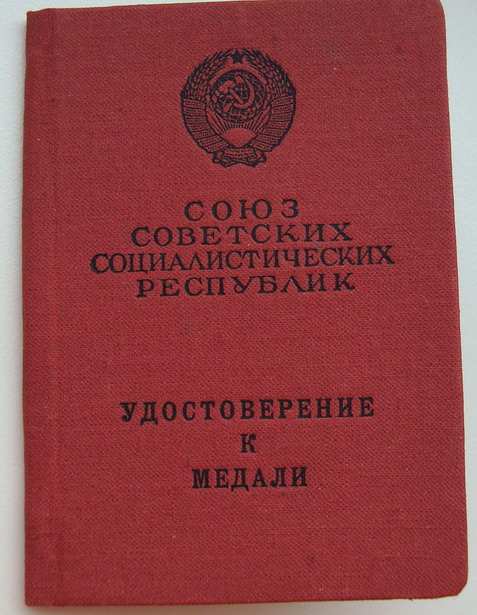 СОЮЗ
СОВЕТСКИХ
СОЦИАЛИСТИЧЕСКИХ
РЕСПУБЛИК
УДОСТОВЕРЕНИЕ
К
МЕДАЛИ